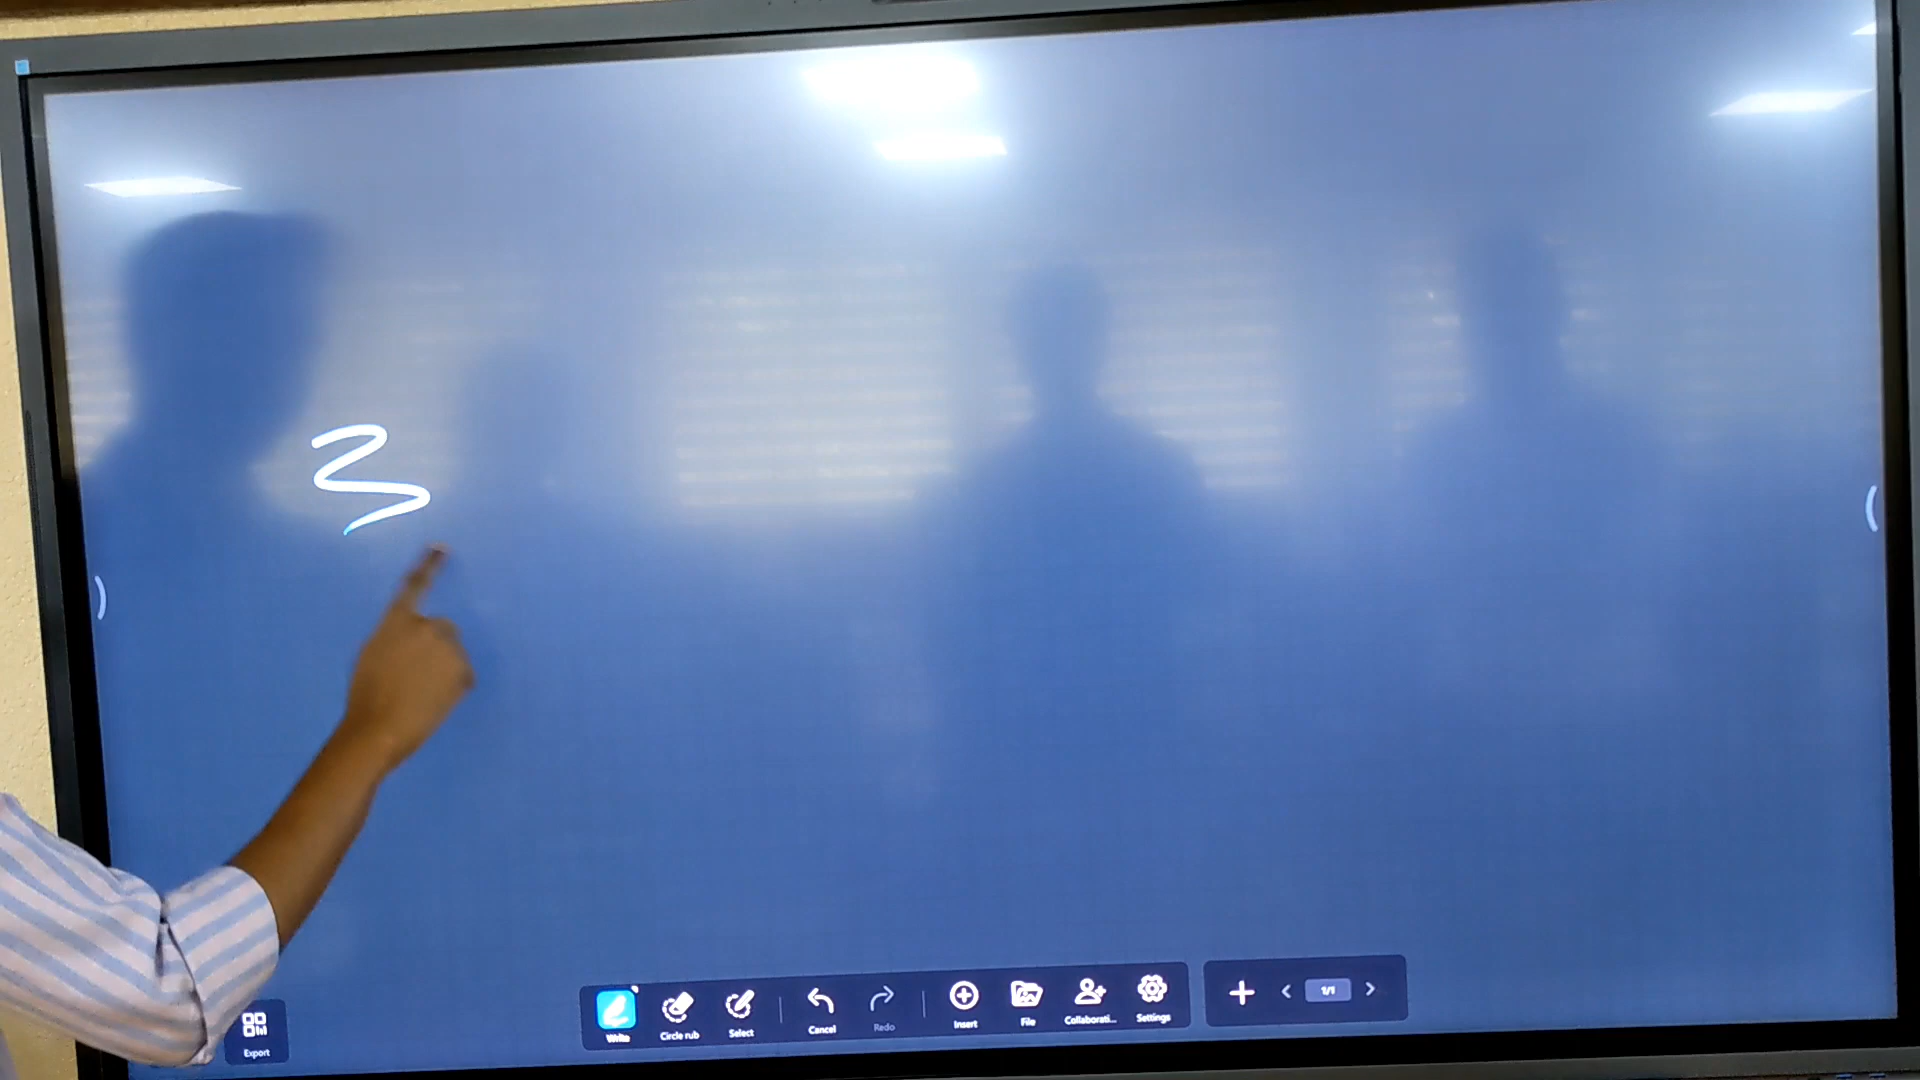 3
Export
Write
Circle rub
Select
Cancel
Redo
Insert
File
Collaborati...
Settings
1/1